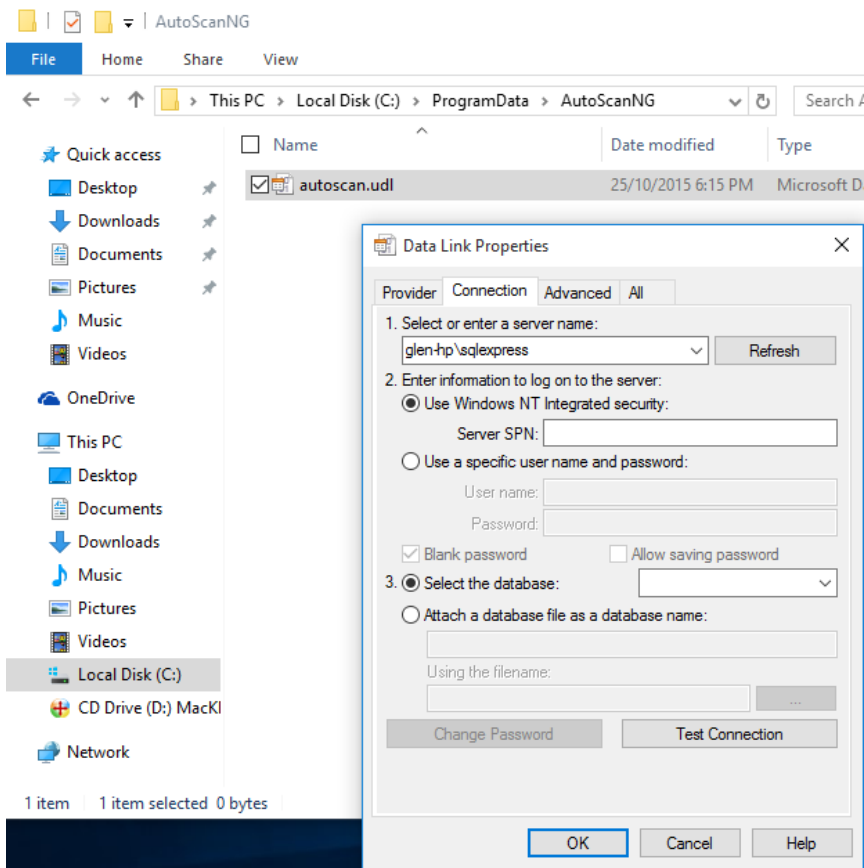 AutoScanNG
File Home Share View
This PC > Local Disk (C:) > ProgramData > AutoScanNG
Search A
Name Date modified Type
autoscan.udl 25/10/2015 6:15 PM Microsoft D
Quick access
Desktop
Downloads
Documents
Pictures
Music
Videos
OneDrive
This PC
Desktop
Documents
Downloads
Music
Pictures
Videos
Local Disk (C:)
CD Drive (D:) MacKI
Network
1 item 1 item selected 0 bytes
Data Link Properties
Provider Connection Advanced All
1. Select or enter a server name:
glen-hp\sqlexpress Refresh
2. Enter information to log on to the server:
Use Windows NT Integrated security:
Server SPN:
Use a specific user name and password:
User name:
Password:
Blank password Allow saving password
3. Select the database:
Attach a database file as a database name:
Using the filename:
...
Change Password Test Connection
OK Cancel Help